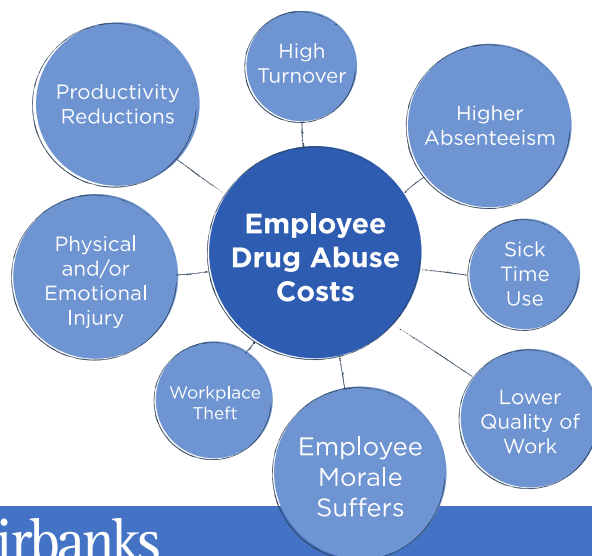 High
Turnover
Productivity
Reductions
Higher
Absenteeism
Employee
Drug Abuse
Costs
Physical
and/or
Emotional
Injury
Sick
Time
Use
Workplace
Theft
Lower
Quality of
Work
Employee
Morale
Suffers
irbanks